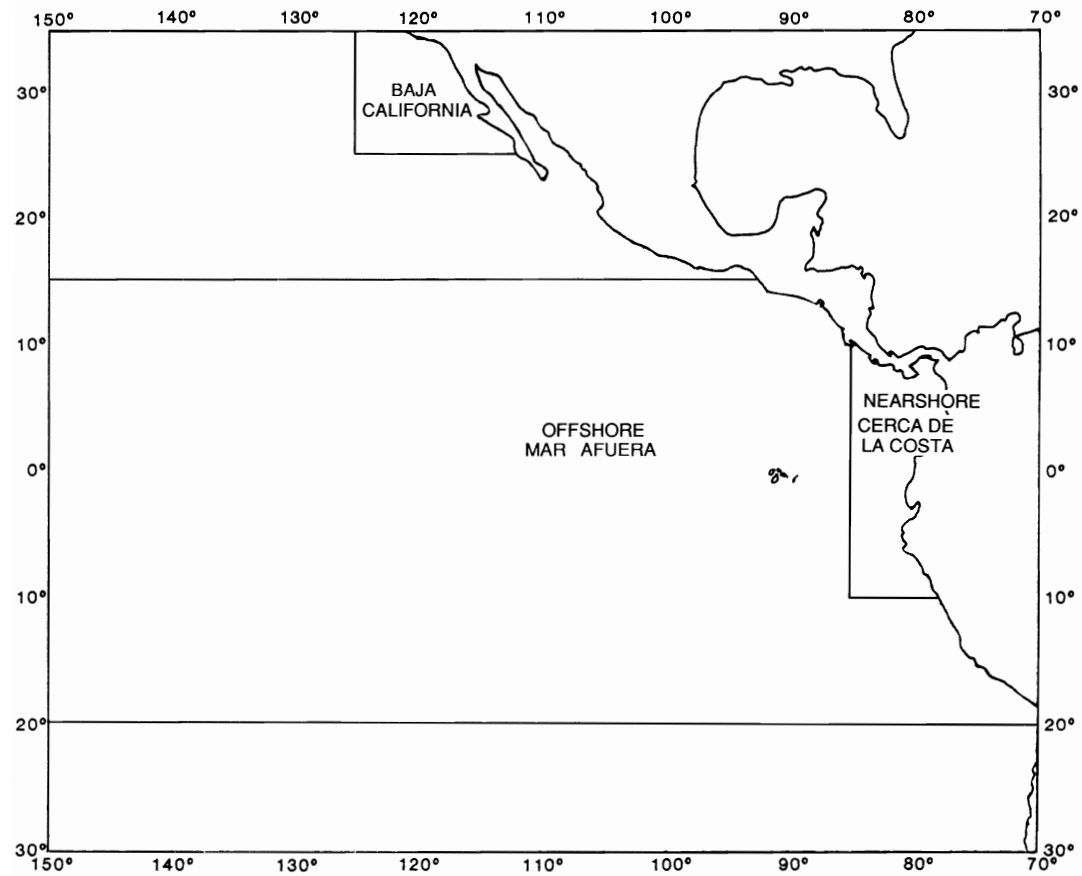 150° 140° 130° 120° 110° 100° 90° 80° 70°
30° 30°
BAJA
CALIFORNIA
20° 20°
10° 10°
NEARSHORE
CERCA DE
LA COSTA
OFFSHORE
MAR AFUERA
0° 0°
10° 10°
20° 20°
30° 30°
150° 140° 130° 120° 110° 100° 90° 80° 70°